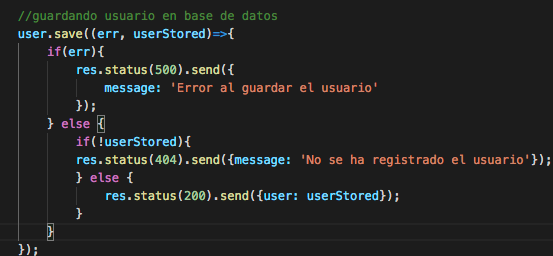 //guardando usuario en base de datos
user.save((err, userStored)=>{
    if(err){
        res.status(500).send({
            message: 'Error al guardar el usuario'
        });
    } else {
        if(!userStored){
        res.status(404).send({message: 'No se ha registrado el usuario'});
        } else {
            res.status(200).send({user: userStored});
        }
    }
});